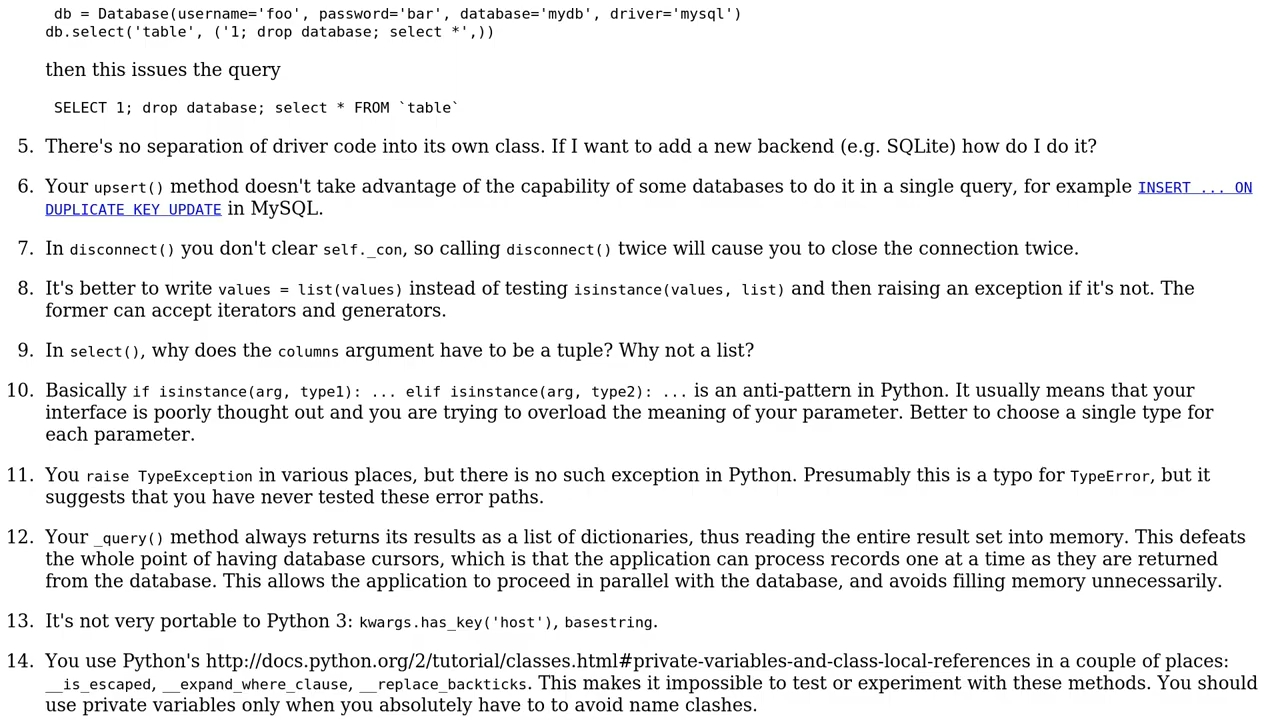 db = Database(username='foo', password='bar', database='mydb', driver='mysql')
db.select('table', ('1; drop database; select *',))
then this issues the query
SELECT 1; drop database; select * FROM `table`
5. There's no separation of driver code into its own class. If I want to add a new backend (e.g. SQLite) how do I do it?
6. Your upsert() method doesn't take advantage of the capability of some databases to do it in a single query, for example INSERT ... ON
DUPLICATE KEY UPDATE in MySQL.
7. In disconnect() you don't clear self._con, so calling disconnect() twice will cause you to close the connection twice.
8. It's better to write values = list(values) instead of testing isinstance(values, list) and then raising an exception if it's not. The
former can accept iterators and generators.
9. In select(), why does the columns argument have to be a tuple? Why not a list?
10. Basically if isinstance(arg, type1): ... elif isinstance(arg, type2): ... is an anti-pattern in Python. It usually means that your
interface is poorly thought out and you are trying to overload the meaning of your parameter. Better to choose a single type for
each parameter.
11. You raise TypeException in various places, but there is no such exception in Python. Presumably this is a typo for TypeError, but it
suggests that you have never tested these error paths.
12. Your _query() method always returns its results as a list of dictionaries, thus reading the entire result set into memory. This defeats
the whole point of having database cursors, which is that the application can process records one at a time as they are returned
from the database. This allows the application to proceed in parallel with the database, and avoids filling memory unnecessarily.
13. It's not very portable to Python 3: kwargs.has_key('host'), basestring.
14. You use Python's http://docs.python.org/2/tutorial/classes.html#private-variables-and-class-local-references in a couple of places:
__is_escaped, __expand_where_clause, __replace_backticks. This makes it impossible to test or experiment with these methods. You should
use private variables only when you absolutely have to to avoid name clashes.